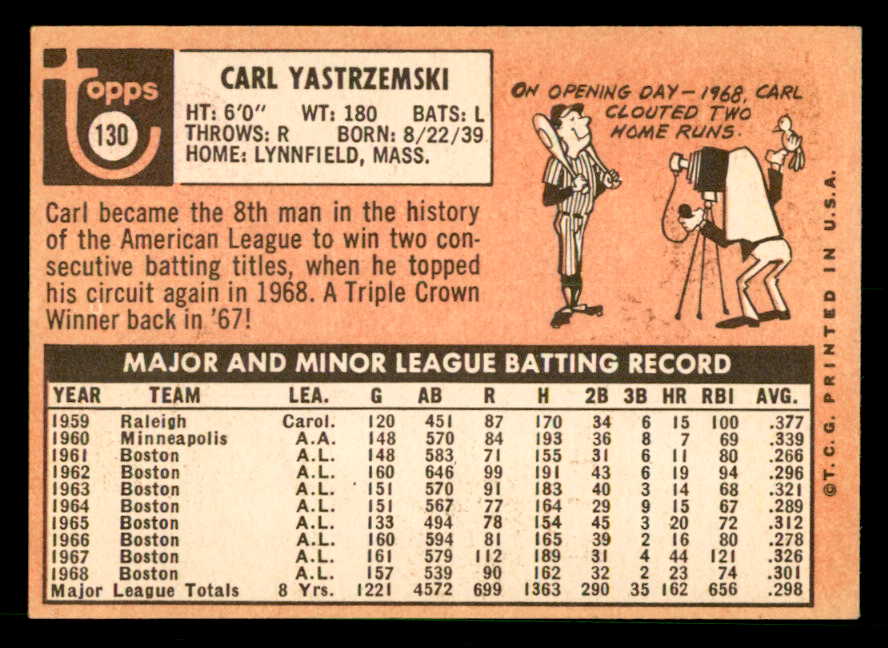 topps
130
CARL YASTRZEMSKI
HT: 6'0" WT: 180 BATS: L
THROWS: R BORN: 8/22/39
HOME: LYNNFIELD, MASS.
ON OPENING DAY—1968, CARL
CLOUTED TWO
HOME RUNS.
Carl became the 8th man in the history
of the American League to win two con-
secutive batting titles, when he topped
his circuit again in 1968. A Triple Crown
Winner back in '67!
MAJOR AND MINOR LEAGUE BATTING RECORD
YEAR TEAM LEA. G AB R H 2B 3B HR RBI AVG.
1959 Raleigh Carol. 120 451 87 170 34 6 15 100 .377
1960 Minneapolis A.A. 148 570 84 193 36 8 7 69 .339
1961 Boston A.L. 148 583 71 155 31 6 11 80 .266
1962 Boston A.L. 160 646 99 191 43 6 19 94 .296
1963 Boston A.L. 151 570 91 183 40 3 14 68 .321
1964 Boston A.L. 151 567 77 164 29 9 15 67 .289
1965 Boston A.L. 133 494 78 154 45 3 20 72 .312
1966 Boston A.L. 160 594 81 165 39 2 16 80 .278
1967 Boston A.L. 161 579 112 189 31 4 44 121 .326
1968 Boston A.L. 157 539 90 162 32 2 23 74 .301
Major League Totals 8 Yrs. 1221 4572 699 1363 290 35 162 656 .298
©T.C.G. PRINTED IN U.S.A.